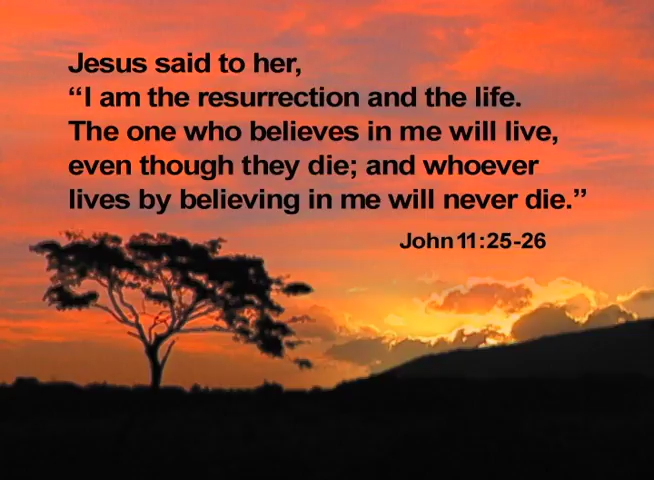 Jesus said to her,
“I am the resurrection and the life.
The one who believes in me will live,
even though they die; and whoever
lives by believing in me will never die.”
John 11:25-26